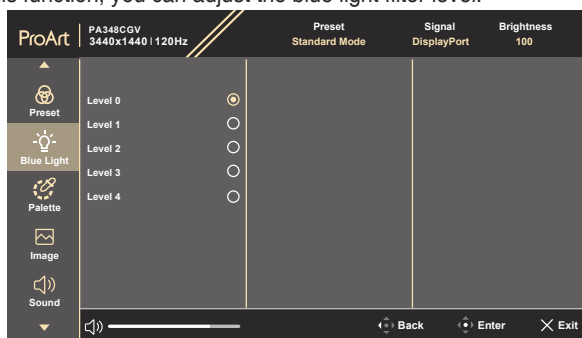 s function, you can adjust the blue light filter level.
ProArt
PA348CGV
3440x1440 120Hz
Preset
Standard Mode
Signal
DisplayPort
Brightness
100
Preset
Blue Light
Palette
Image
Sound
Level 0
Level 1
Level 2
Level 3
Level 4
Back
Enter
Exit